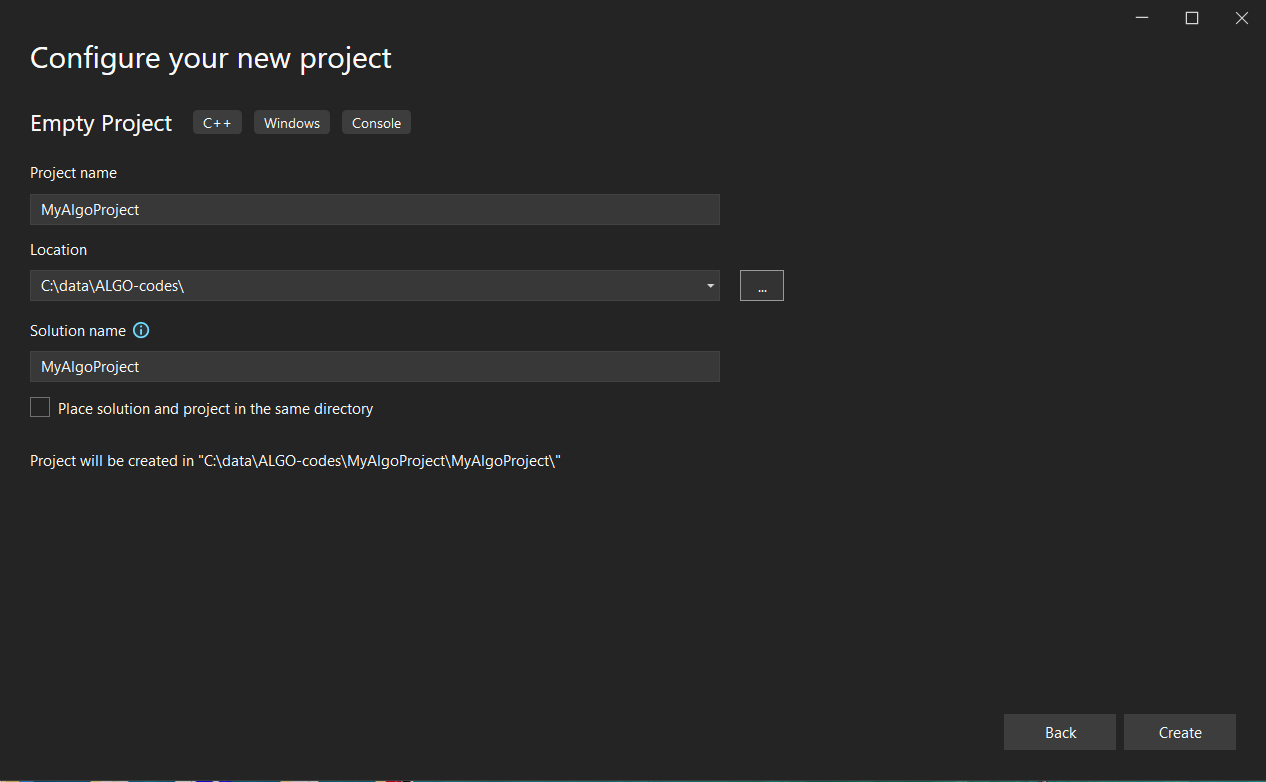 Configure your new project
Empty Project C++ Windows Console
Project name
MyAlgoProject
Location
C:\data\ALGO-codes\
...
Solution name
MyAlgoProject
Place solution and project in the same directory
Project will be created in "C:\data\ALGO-codes\MyAlgoProject\MyAlgoProject\"
Back Create